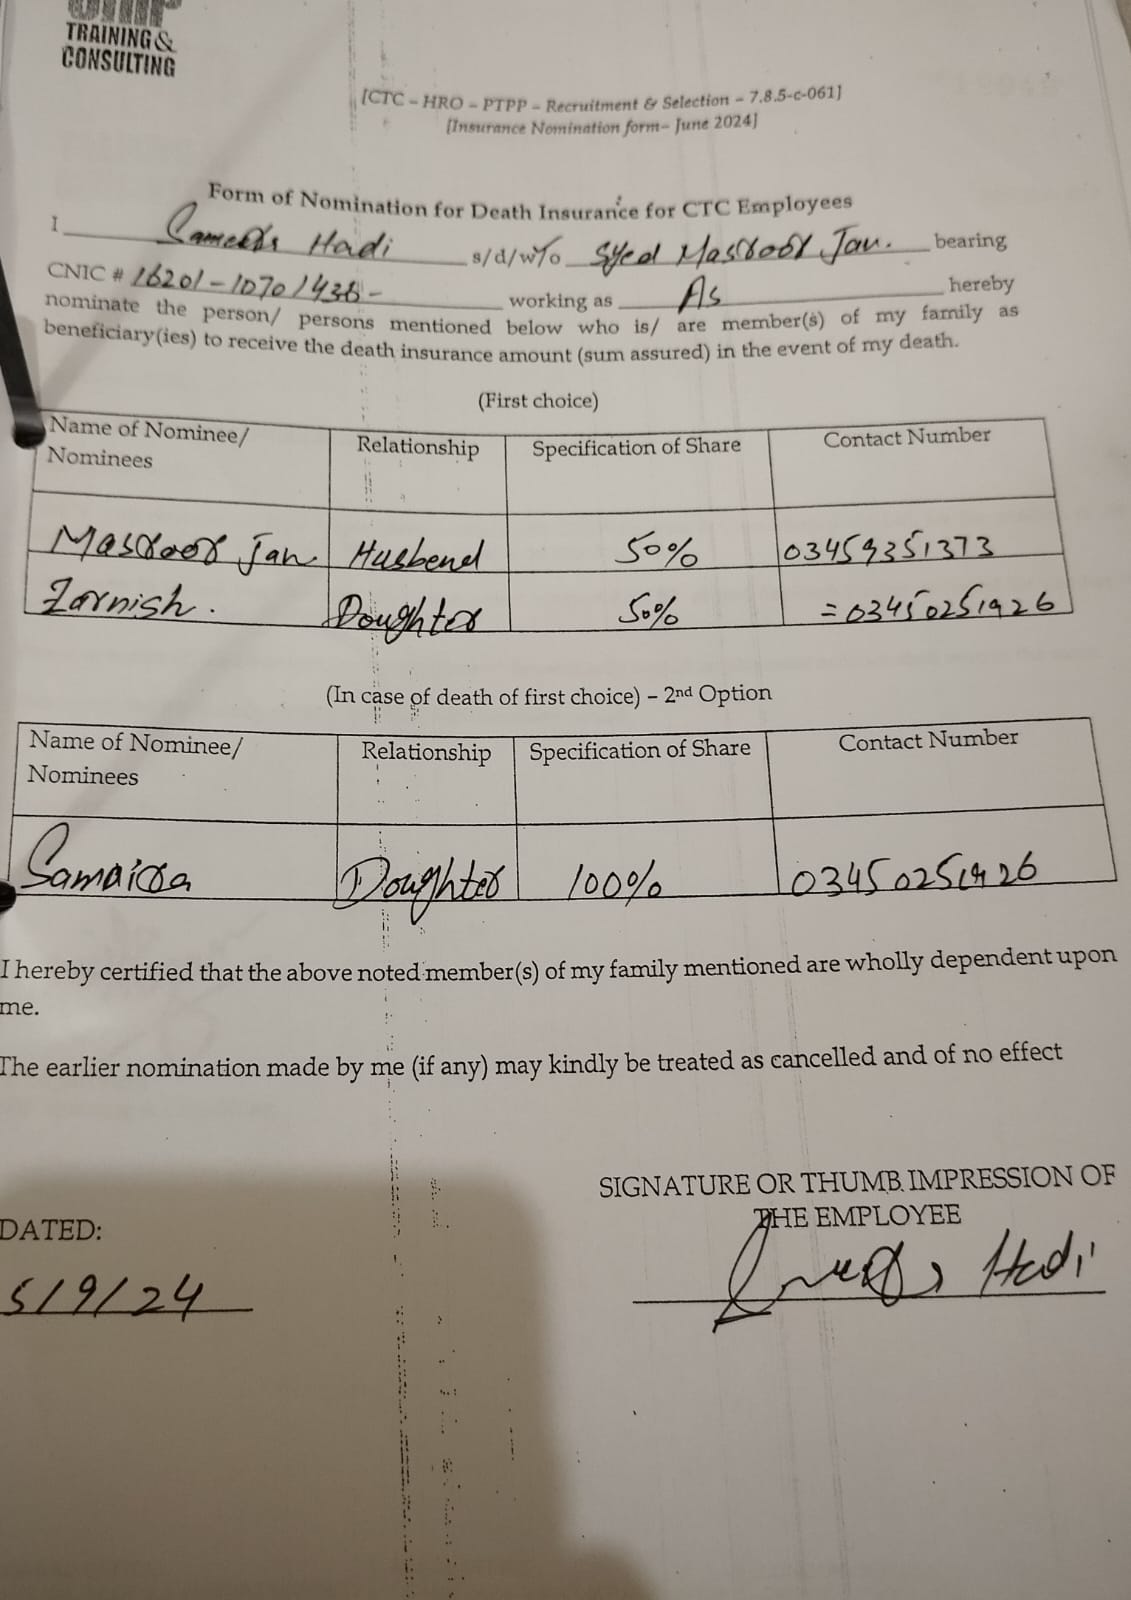 TRAINING &
CONSULTING
[CTC – HRO – PTPP – Recruitment & Selection – 7.8.5-c-061]
[Insurance Nomination form– June 2024]
Form of Nomination for Death Insurance for CTC Employees
I Hadi s/d/w/o Syed Masroor Jan. bearing
CNIC # working as As hereby
nominate the person/ persons mentioned below who is/ are member(s) of my family as
beneficiary(ies) to receive the death insurance amount (sum assured) in the event of my death.
(First choice)
Name of Nominee/ Nominees Relationship Specification of Share Contact Number
Masroor Jan Husbend 50% 03459351373
Zarnish. Doughter 50% = 03450251926
(In case of death of first choice) – 2nd Option
Name of Nominee/ Nominees Relationship Specification of Share Contact Number
Samaira Doughter 100% 03450251926
I hereby certified that the above noted member(s) of my family mentioned are wholly dependent upon
me.
The earlier nomination made by me (if any) may kindly be treated as cancelled and of no effect
SIGNATURE OR THUMB IMPRESSION OF
THE EMPLOYEE
DATED:
5/9/24
Hadi